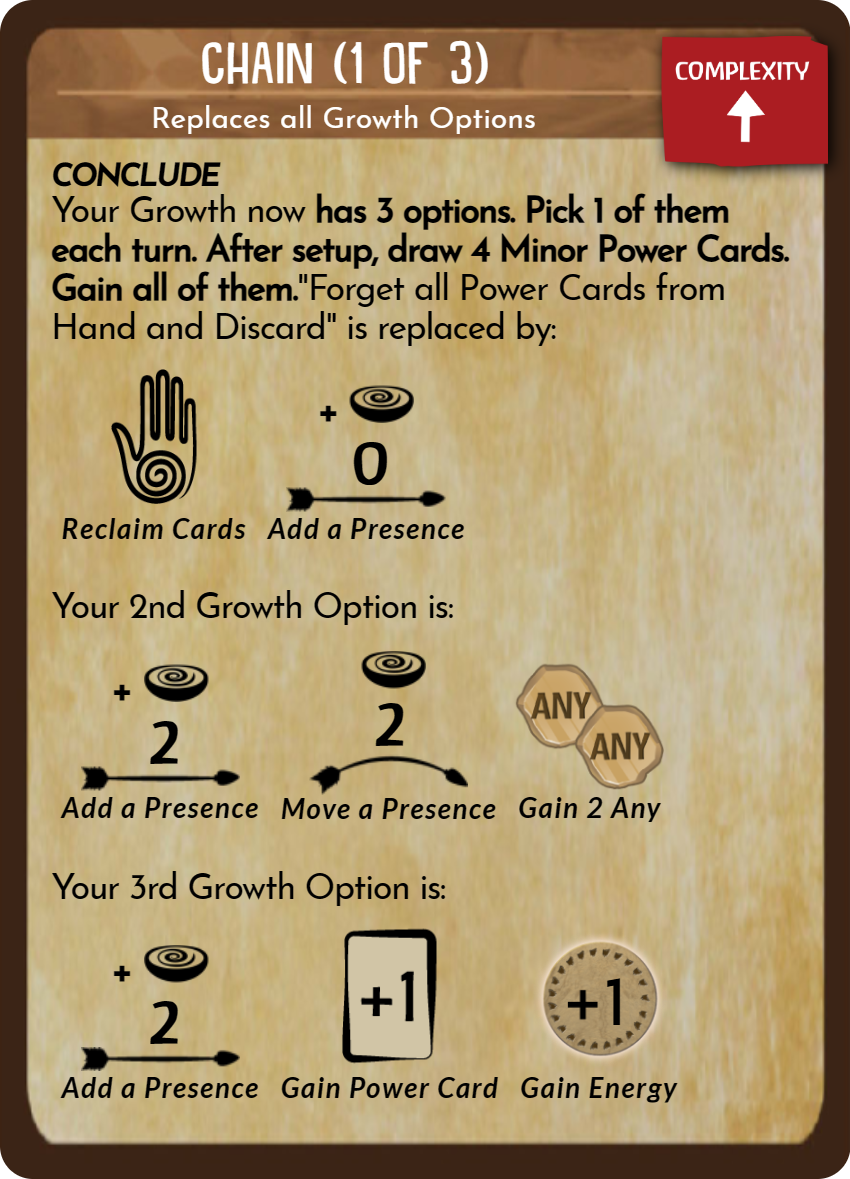 CHAIN (1 OF 3)
COMPLEXITY
Replaces all Growth Options
CONCLUDE
Your Growth now has 3 options. Pick 1 of them
each turn. After setup, draw 4 Minor Power Cards.
Gain all of them."Forget all Power Cards from
Hand and Discard" is replaced by:
+
0
Reclaim Cards Add a Presence
Your 2nd Growth Option is:
+
2 2 ANY ANY
Add a Presence Move a Presence Gain 2 Any
Your 3rd Growth Option is:
+
2 +1 +1
Add a Presence Gain Power Card Gain Energy